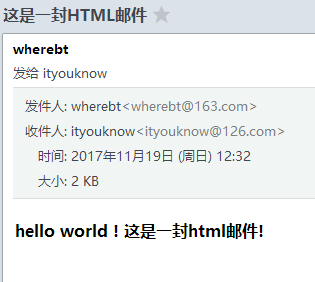 这是一封HTML邮件
wherebt
发给 ityouknow
发件人: wherebt<wherebt@163.com>
收件人: ityouknow<ityouknow@126.com>
时间: 2017年11月19日 (周日) 12:32
大小: 2 KB
hello world ! 这是一封html邮件!